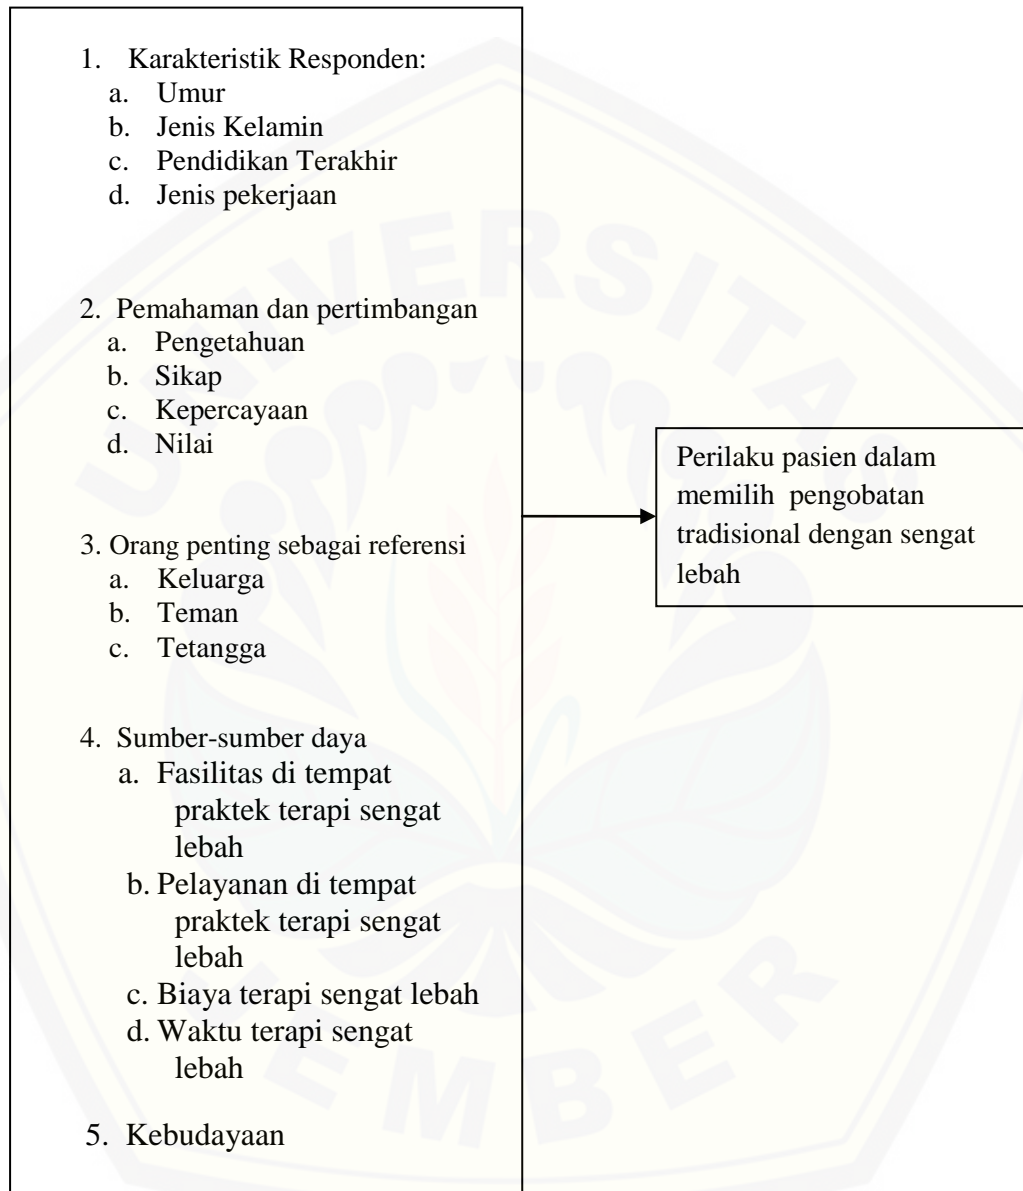 1. Karakteristik Responden:
a. Umur
b. Jenis Kelamin
c. Pendidikan Terakhir
d. Jenis pekerjaan
2. Pemahaman dan pertimbangan
a. Pengetahuan
b. Sikap
c. Kepercayaan
d. Nilai
3. Orang penting sebagai referensi
a. Keluarga
b. Teman
c. Tetangga
4. Sumber-sumber daya
a. Fasilitas di tempat
praktek terapi sengat
lebah
b. Pelayanan di tempat
praktek terapi sengat
lebah
c. Biaya terapi sengat lebah
d. Waktu terapi sengat
lebah
5. Kebudayaan
Perilaku pasien dalam
memilih pengobatan
tradisional dengan sengat
lebah
UNIVERSITAS
JEMBER